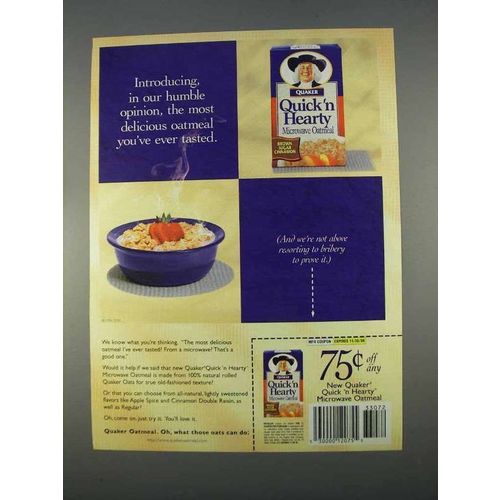 Introducing,
in our humble
opinion, the most
delicious oatmeal
you've ever tasted.
QUAKER
Quick'n
Hearty
Microwave Oatmeal
BROWN
SUGAR
CINNAMON
(And we're not above
resorting to bribery
to prove it.)
We know what you're thinking. "The most delicious
oatmeal I've ever tasted? From a microwave? That's a
good one."
Would it help if we said that new Quaker Quick 'n Hearty
Microwave Oatmeal is made from 100% natural rolled
Quaker Oats for true old-fashioned texture?
Or that you can choose from all-natural, lightly sweetened
flavors like Apple Spice and Cinnamon Double Raisin, as
well as Regular?
Oh, come on, just try it. You'll love it.
Quaker Oatmeal. Oh, what those oats can do.
MFR COUPON
QUAKER
Quick'n
Hearty
Microwave Oatmeal
75¢ off
any
New Quaker
Quick 'n Hearty
Microwave Oatmeal